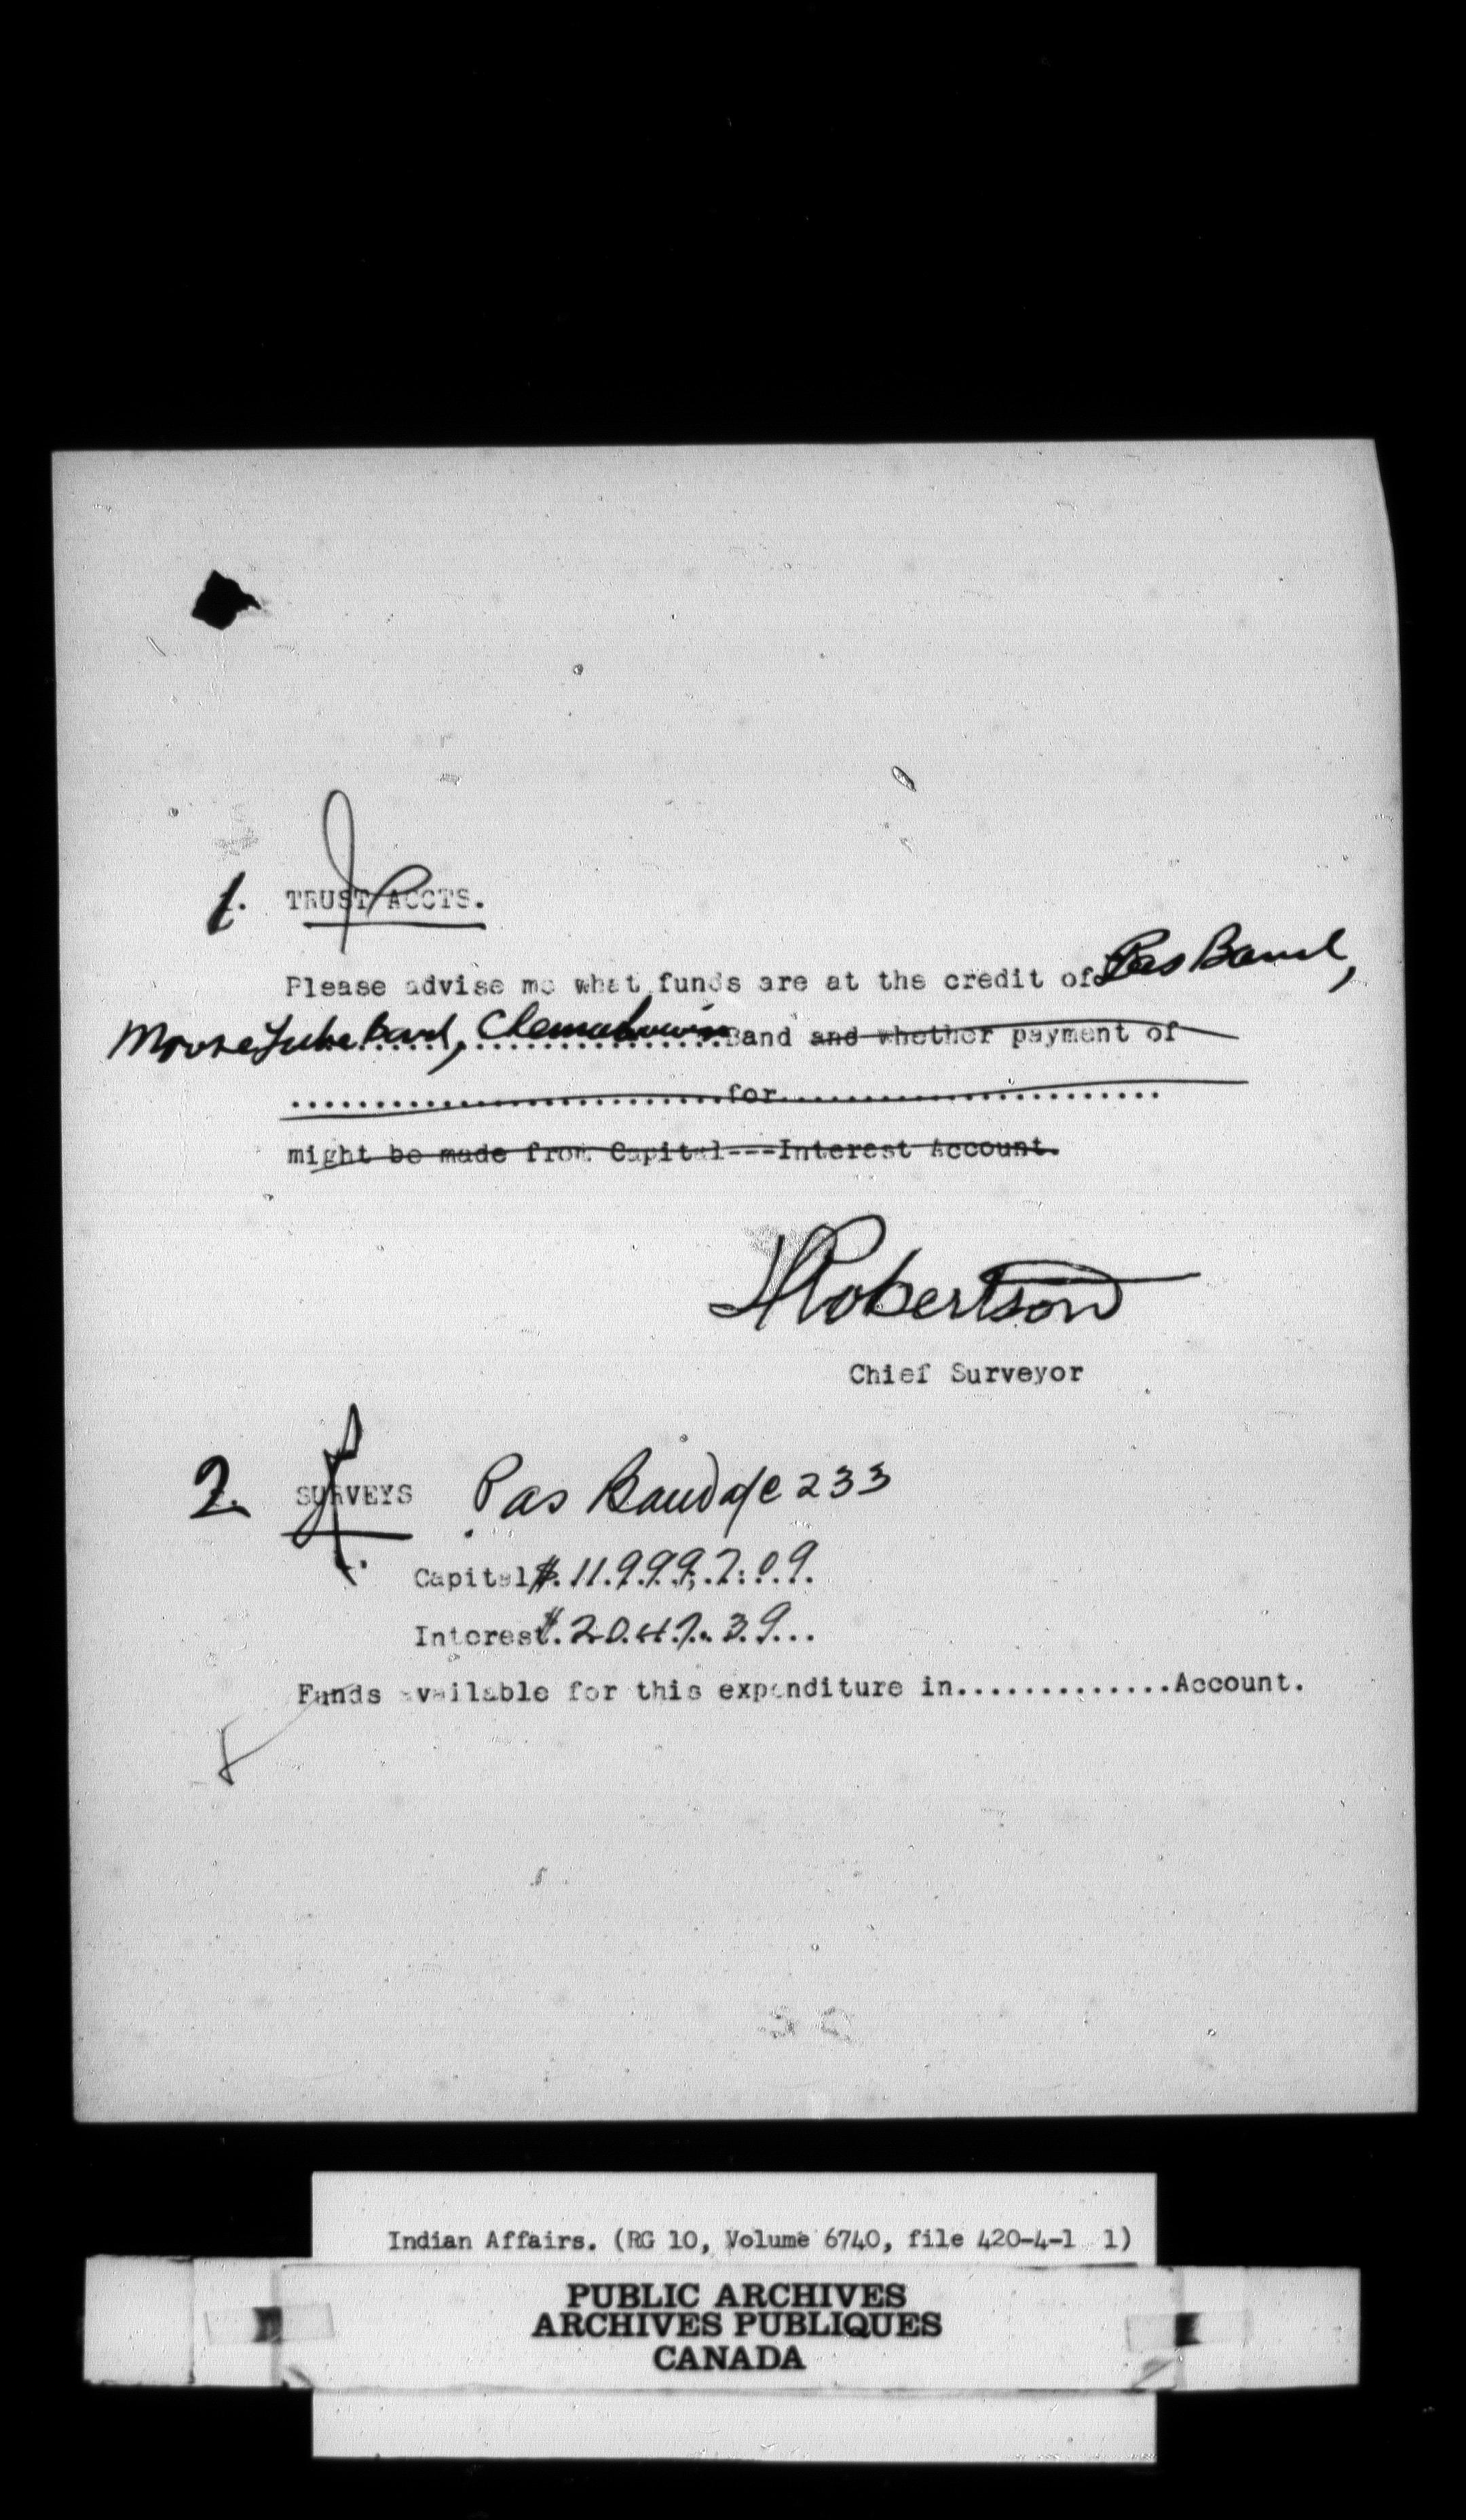 1. TRUST ACCTS.
Please advise me what funds are at the credit of Pas Band,
Moose Lake Band, Chemahawin Band and whether payment of
..............................for..............................
might be made from Capital---Interest Account.
H Robertson
Chief Surveyor
2. SURVEYS Pas Band a/c 233
Capital $.11.999.7:09.
Interest $.2047.39...
Funds available for this expenditure in..............Account.
Indian Affairs. (RG 10, Volume 6740, file 420-4-1 1)
PUBLIC ARCHIVES
ARCHIVES PUBLIQUES
CANADA